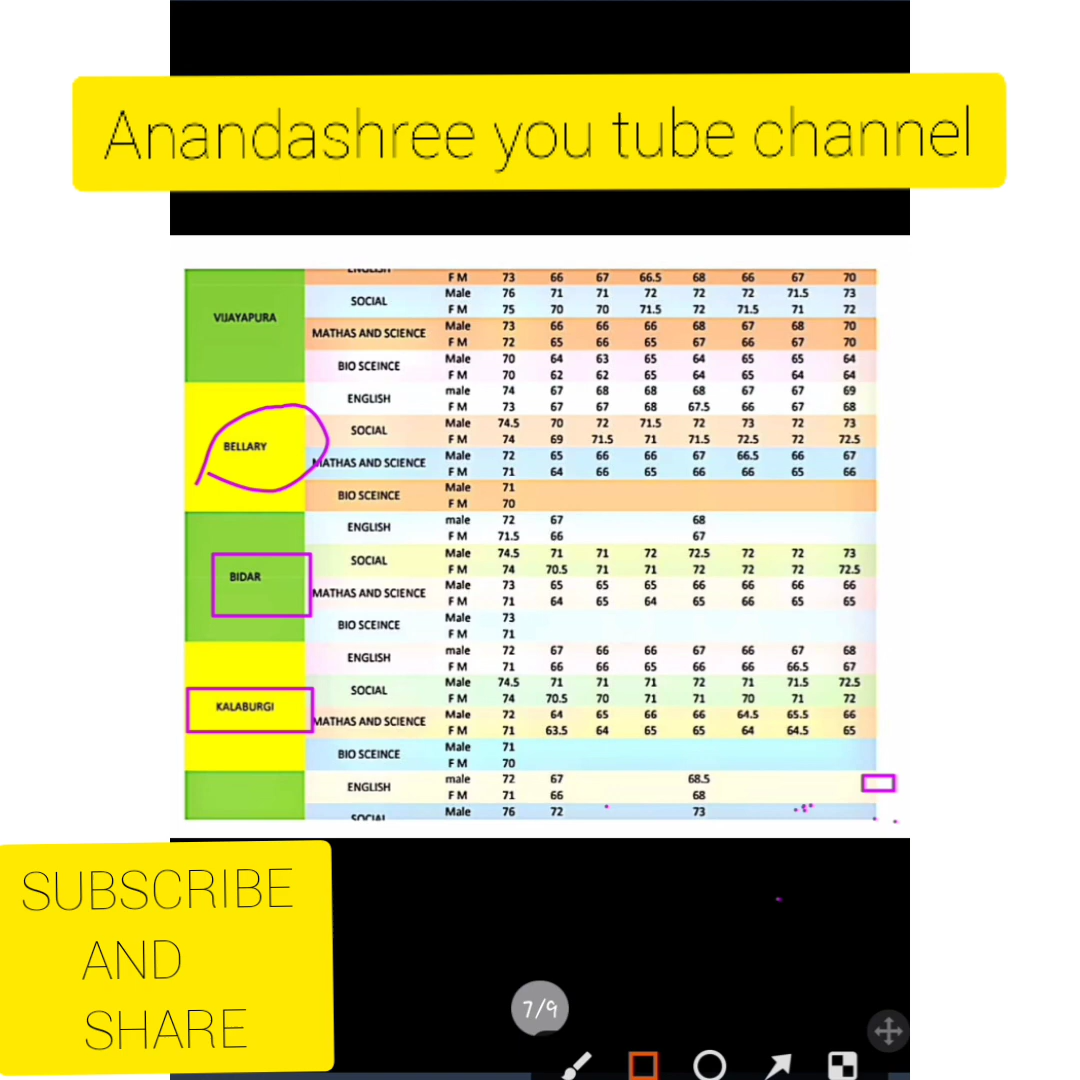 Anandashree you tube channel
ENGLISH F M 73 66 67 66.5 68 66 67 70
VIJAYAPURA
SOCIAL
Male 76 71 71 72 72 72 71.5 73
F M 75 70 70 71.5 72 71.5 71 72
MATHAS AND SCIENCE
Male 73 66 66 66 68 67 68 70
F M 72 65 66 65 67 66 67 70
BIO SCEINCE
Male 70 64 63 65 64 65 65 64
F M 70 62 62 65 64 65 64 64
BELLARY
ENGLISH
male 74 67 68 68 68 67 67 69
F M 73 67 67 68 67.5 66 67 68
SOCIAL
Male 74.5 70 72 71.5 72 73 72 73
F M 74 69 71.5 71 71.5 72.5 72 72.5
MATHAS AND SCIENCE
Male 72 65 66 66 67 66.5 66 67
F M 71 64 66 65 66 66 65 66
BIO SCEINCE
Male 71
F M 70
BIDAR
ENGLISH
male 72 67 68
F M 71.5 66 67
SOCIAL
Male 74.5 71 71 72 72.5 72 72 73
F M 74 70.5 71 71 72 72 72 72.5
MATHAS AND SCIENCE
Male 73 65 65 65 66 66 66 66
F M 71 64 65 64 65 66 65 65
BIO SCEINCE
Male 73
F M 71
KALABURGI
ENGLISH
male 72 67 66 66 67 66 67 68
F M 71 66 66 65 66 66 66.5 67
SOCIAL
Male 74.5 71 71 71 72 71 71.5 72.5
F M 74 70.5 70 71 71 70 71 72
MATHAS AND SCIENCE
Male 72 64 65 66 66 64.5 65.5 66
F M 71 63.5 64 65 65 64 64.5 65
BIO SCEINCE
Male 71
F M 70
ENGLISH
male 72 67 68.5
F M 71 66 68
SOCIAL Male 76 72 73
SUBSCRIBE
AND
SHARE
7/9